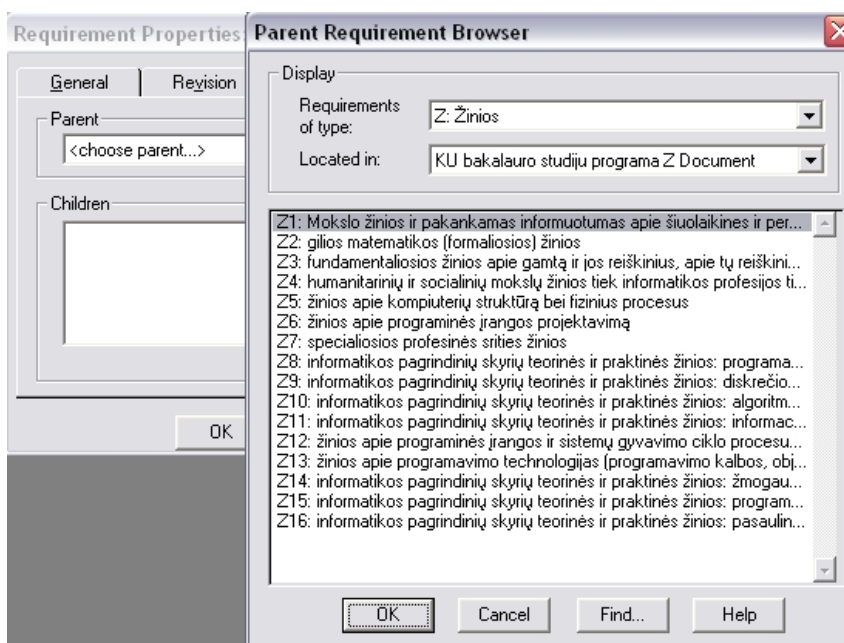 Requirement Properties:
General
Revision
Parent
<choose parent...>
Children
OK
Parent Requirement Browser
Display
Requirements
of type:
Z: Žinios
Located in:
KU bakalauro studiju programa Z Document
Z1: Mokslo žinios ir pakankamas informuotumas apie šiuolaikines ir per...
Z2: gilios matematikos (formaliosios) žinios
Z3: fundamentaliosios žinios apie gamtą ir jos reiškinius, apie tų reiškini...
Z4: humanitarinių ir socialinių mokslų žinios tiek informatikos profesijos ti...
Z5: žinios apie kompiuterių struktūrą bei fizinius procesus
Z6: žinios apie programinės įrangos projektavimą
Z7: specialiosios profesinės srities žinios
Z8: informatikos pagrindinių skyrių teorinės ir praktinės žinios: programa...
Z9: informatikos pagrindinių skyrių teorinės ir praktinės žinios: diskrečio...
Z10: informatikos pagrindinių skyrių teorinės ir praktinės žinios: algoritm...
Z11: informatikos pagrindinių skyrių teorinės ir praktinės žinios: informac...
Z12: žinios apie programinės įrangos ir sistemų gyvavimo ciklo procesu...
Z13: žinios apie programavimo technologijas (programavimo kalbos, obj...
Z14: informatikos pagrindinių skyrių teorinės ir praktinės žinios: žmogau...
Z15: informatikos pagrindinių skyrių teorinės ir praktinės žinios: program...
Z16: informatikos pagrindinių skyrių teorinės ir praktinės žinios: pasaulin...
OK
Cancel
Find...
Help